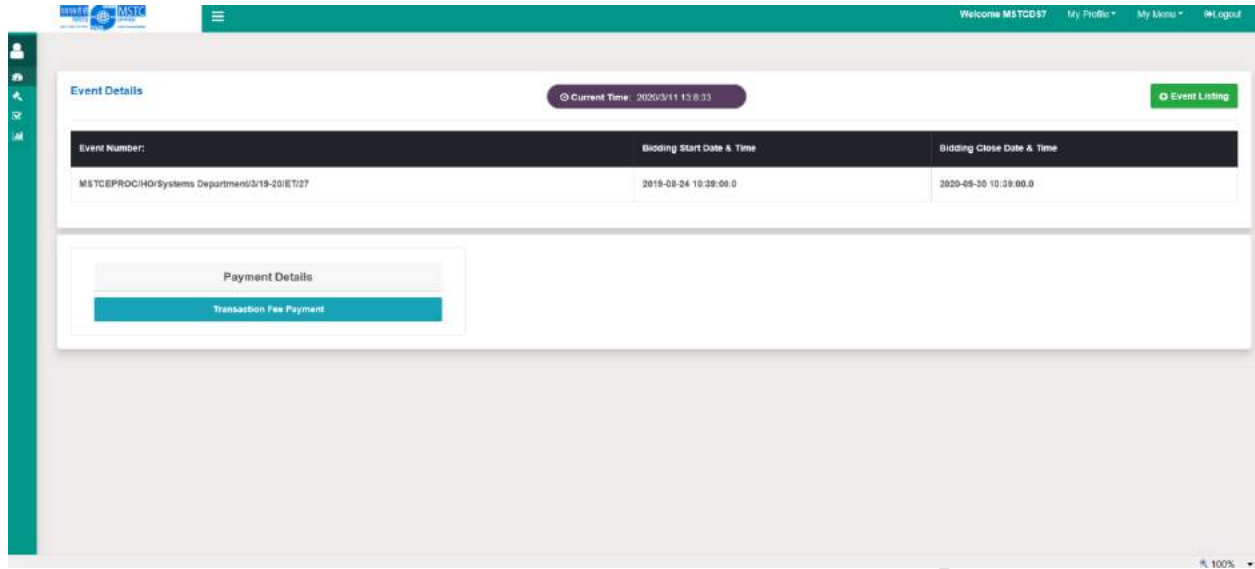 MSTC
Welcome MSTCDS7 My Profile My Menu Logout
Event Details
Current Time: 2020/3/11 13:8:33
Event Listing
Event Number: Bidding Start Date & Time Bidding Close Date & Time
MSTCEPROC/HO/Systems Department/3/19-20/ET/27 2019-08-24 10:39:00.0 2020-09-30 10:39:00.0
Payment Details
Transaction Fee Payment
100%